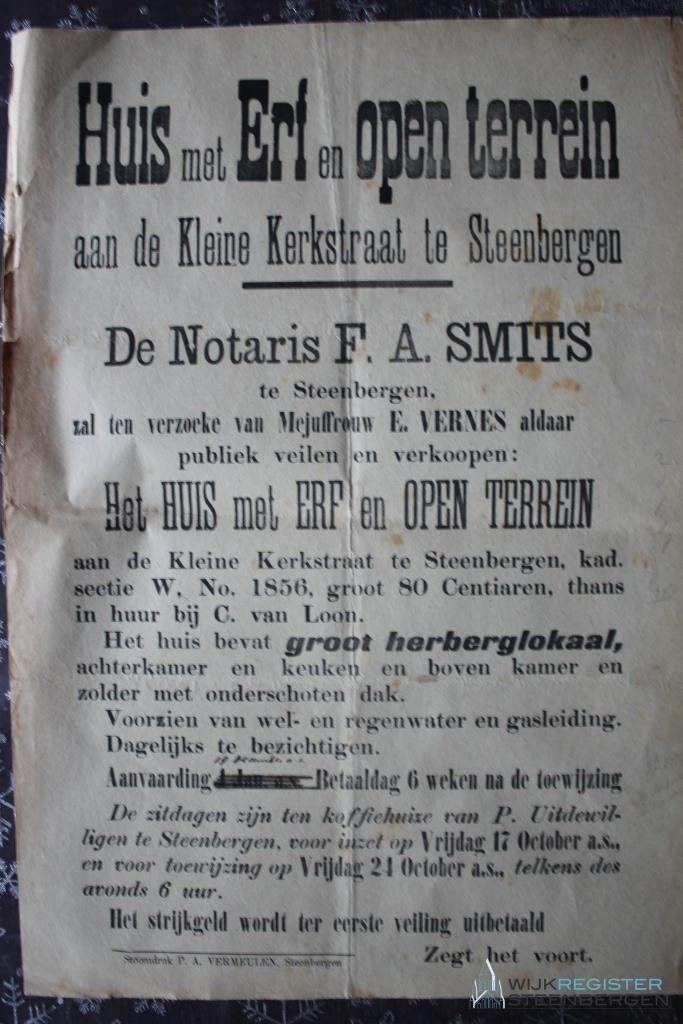 Huis met Erf en open terrein
aan de Kleine Kerkstraat te Steenbergen
De Notaris F. A. SMITS
te Steenbergen,
zal ten verzoeke van Mejuffrouw E. VERNES aldaar
publiek veilen en verkoopen:
Het HUIS met ERF en OPEN TERREIN
aan de Kleine Kerkstraat te Steenbergen, kad.
sectie W, No. 1856, groot 80 Centiaren, thans
in huur bij C. van Loon.
Het huis bevat groot herberglokaal,
achterkamer en keuken en boven kamer en
zolder met onderschoten dak.
Voorzien van wel- en regenwater en gasleiding.
Dagelijks te bezichtigen.
Aanvaarding 1 Jan. a.s. Betaaldag 6 weken na de toewijzing
De zitdagen zijn ten koffiehuize van P. Uitdewil-
ligen te Steenbergen, voor inzet op Vrijdag 17 October a.s.,
en voor toewijzing op Vrijdag 24 October a.s., telkens des
avonds 6 uur.
Het strijkgeld wordt ter eerste veiling uitbetaald
Stoomdruk P. A. VERMEULEN, Steenbergen
Zegt het voort.
WIJKREGISTER
STEENBERGEN